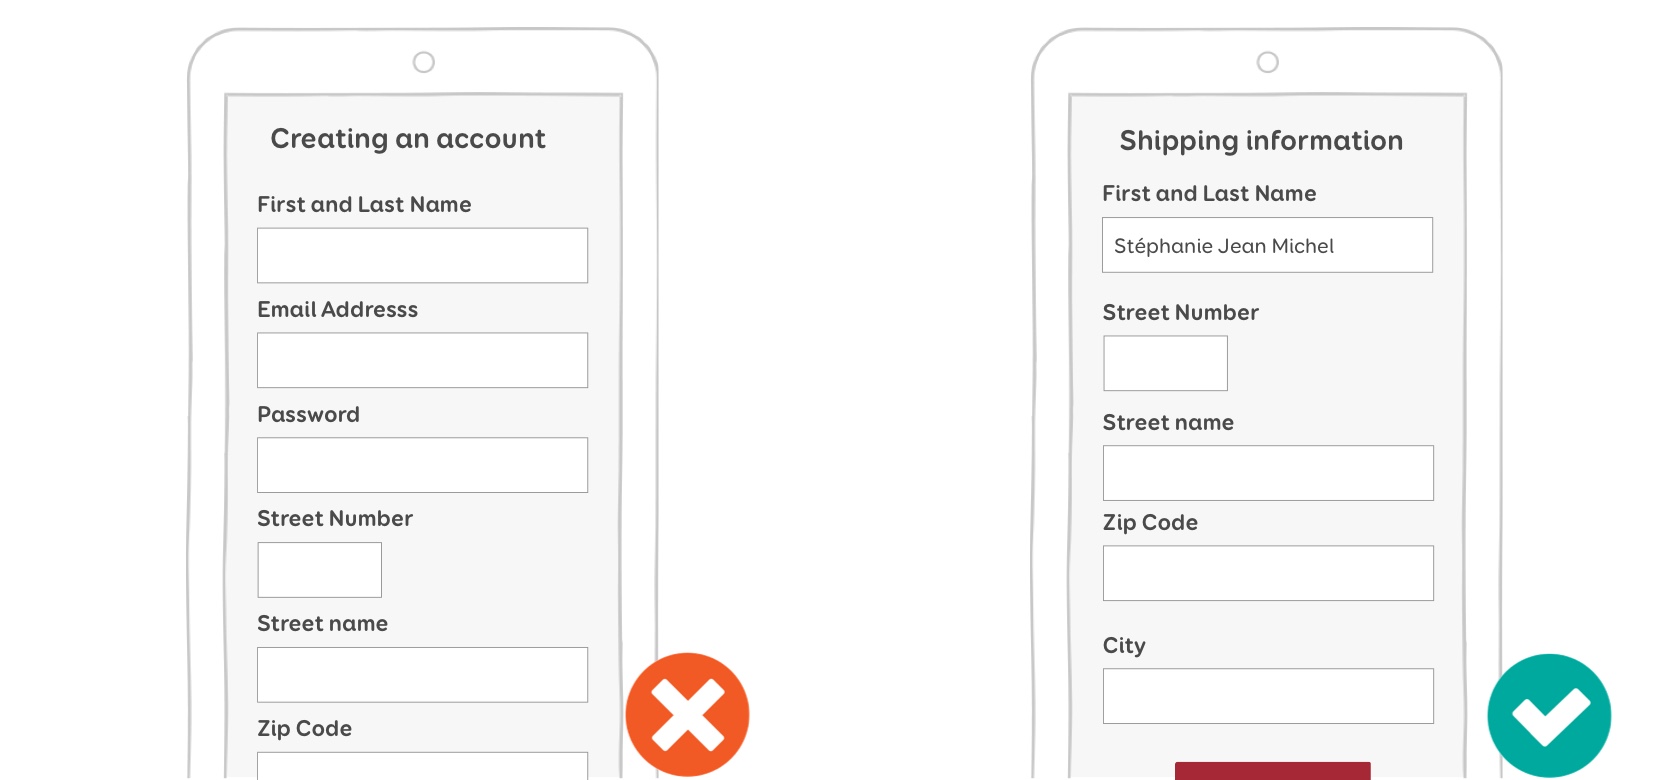 Creating an account
First and Last Name
Email Addresss
Password
Street Number
Street name
Zip Code
Shipping information
First and Last Name
Stéphanie Jean Michel
Street Number
Street name
Zip Code
City